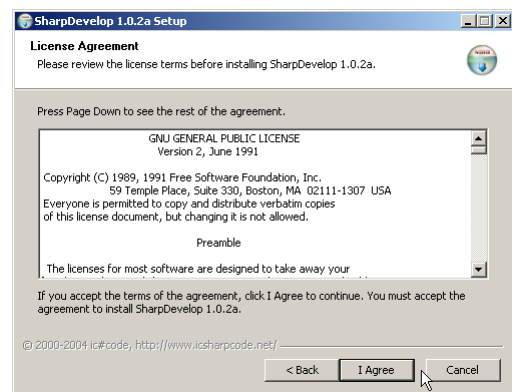 SharpDevelop 1.0.2a Setup
License Agreement
Please review the license terms before installing SharpDevelop 1.0.2a.
Press Page Down to see the rest of the agreement.
GNU GENERAL PUBLIC LICENSE
Version 2, June 1991
Copyright (C) 1989, 1991 Free Software Foundation, Inc.
59 Temple Place, Suite 330, Boston, MA 02111-1307 USA
Everyone is permitted to copy and distribute verbatim copies
of this license document, but changing it is not allowed.
Preamble
The licenses for most software are designed to take away your
If you accept the terms of the agreement, click I Agree to continue. You must accept the
agreement to install SharpDevelop 1.0.2a.
© 2000-2004 ic#code, http://www.icsharpcode.net/
< Back I Agree Cancel